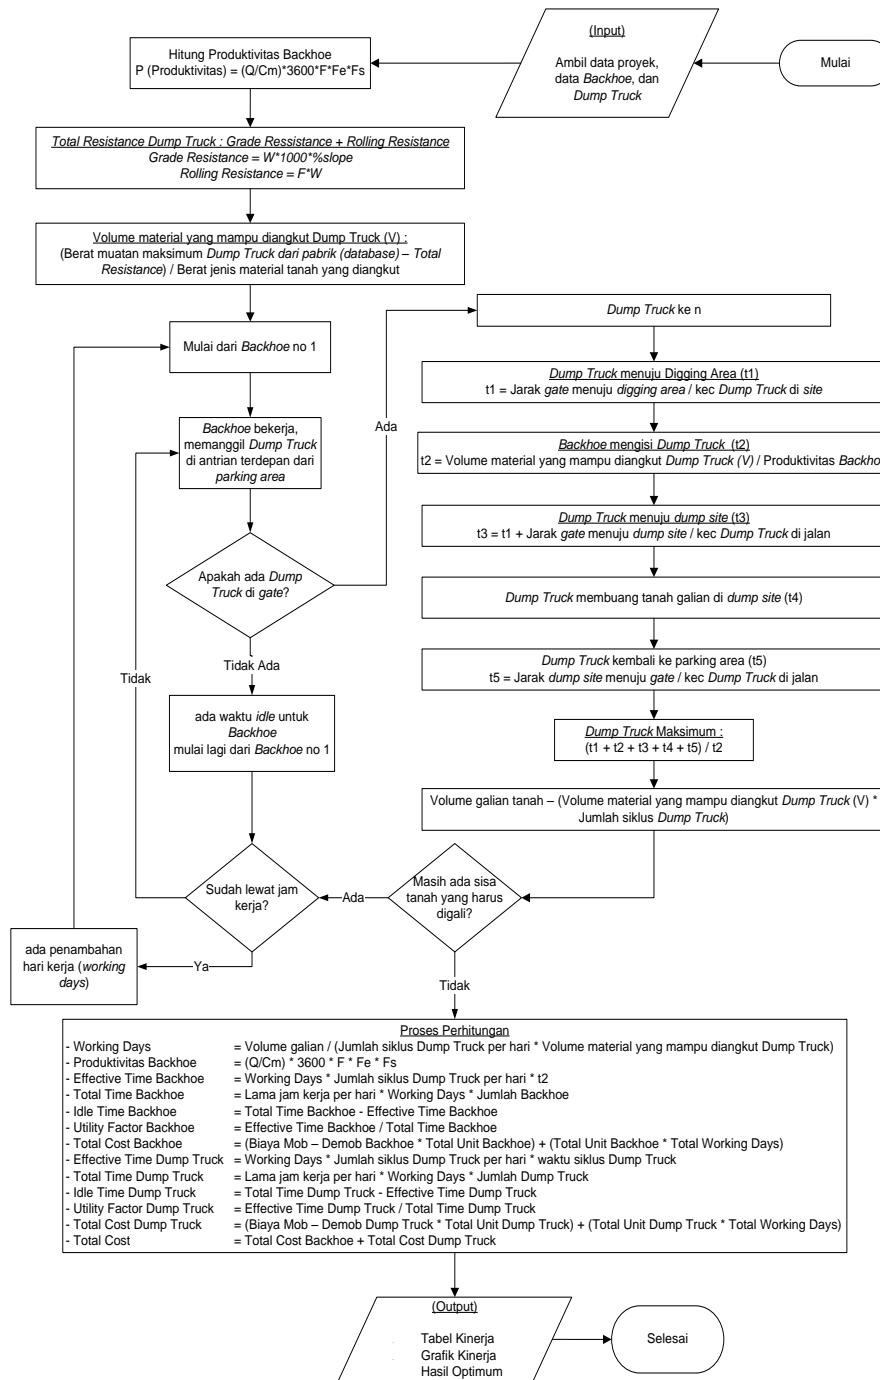 Mulai
(Input)
Ambil data proyek,
data Backhoe, dan
Dump Truck
Hitung Produktivitas Backhoe
P (Produktivitas) = (Q/Cm)*3600*F*Fe*Fs
Total Resistance Dump Truck : Grade Ressistance + Rolling Resistance
Grade Resistance = W*1000*%slope
Rolling Resistance = F*W
Volume material yang mampu diangkut Dump Truck (V) :
(Berat muatan maksimum Dump Truck dari pabrik (database) – Total
Resistance) / Berat jenis material tanah yang diangkut
Mulai dari Backhoe no 1
Backhoe bekerja,
memanggil Dump Truck
di antrian terdepan dari
parking area
Apakah ada Dump
Truck di gate?
Ada
Dump Truck ke n
Dump Truck menuju Digging Area (t1)
t1 = Jarak gate menuju digging area / kec Dump Truck di site
Backhoe mengisi Dump Truck (t2)
t2 = Volume material yang mampu diangkut Dump Truck (V) / Produktivitas Backho
Dump Truck menuju dump site (t3)
t3 = t1 + Jarak gate menuju dump site / kec Dump Truck di jalan
Dump Truck membuang tanah galian di dump site (t4)
Dump Truck kembali ke parking area (t5)
t5 = Jarak dump site menuju gate / kec Dump Truck di jalan
Dump Truck Maksimum :
(t1 + t2 + t3 + t4 + t5) / t2
Volume galian tanah – (Volume material yang mampu diangkut Dump Truck (V) *
Jumlah siklus Dump Truck)
Tidak Ada
ada waktu idle untuk
Backhoe
mulai lagi dari Backhoe no 1
Tidak
Sudah lewat jam
kerja?
Ada
Masih ada sisa
tanah yang harus
digali?
Ya
ada penambahan
hari kerja (working
days)
Tidak
Proses Perhitungan
- Working Days = Volume galian / (Jumlah siklus Dump Truck per hari * Volume material yang mampu diangkut Dump Truck)
- Produktivitas Backhoe = (Q/Cm) * 3600 * F * Fe * Fs
- Effective Time Backhoe = Working Days * Jumlah siklus Dump Truck per hari * t2
- Total Time Backhoe = Lama jam kerja per hari * Working Days * Jumlah Backhoe
- Idle Time Backhoe = Total Time Backhoe - Effective Time Backhoe
- Utility Factor Backhoe = Effective Time Backhoe / Total Time Backhoe
- Total Cost Backhoe = (Biaya Mob – Demob Backhoe * Total Unit Backhoe) + (Total Unit Backhoe * Total Working Days)
- Effective Time Dump Truck = Working Days * Jumlah siklus Dump Truck per hari * waktu siklus Dump Truck
- Total Time Dump Truck = Lama jam kerja per hari * Working Days * Jumlah Dump Truck
- Idle Time Dump Truck = Total Time Dump Truck - Effective Time Dump Truck
- Utility Factor Dump Truck = Effective Time Dump Truck / Total Time Dump Truck
- Total Cost Dump Truck = (Biaya Mob – Demob Dump Truck * Total Unit Dump Truck) + (Total Unit Dump Truck * Total Working Days)
- Total Cost = Total Cost Backhoe + Total Cost Dump Truck
(Output)
Tabel Kinerja
Grafik Kinerja
Hasil Optimum
Selesai